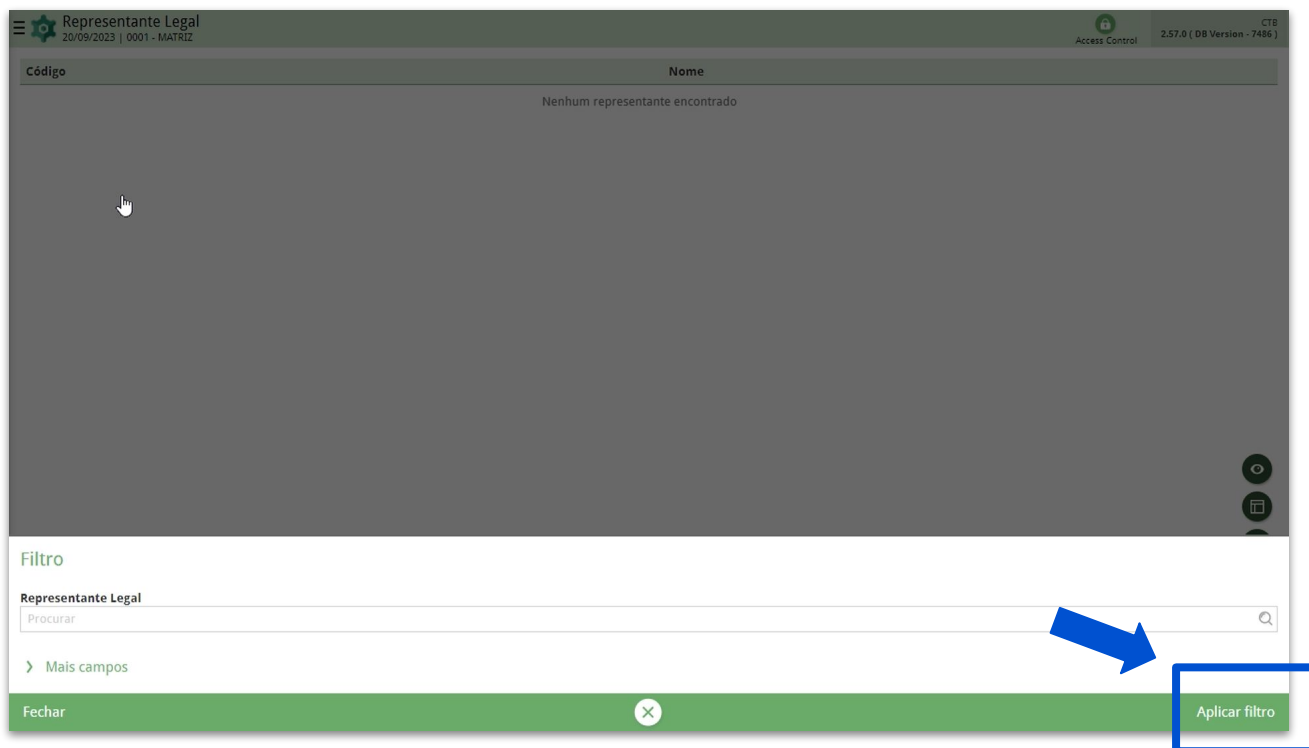 Representante Legal
20/09/2023 | 0001 - MATRIZ
Access Control
CTB
2.57.0 ( DB Version - 7486 )
Código
Nome
Nenhum representante encontrado
Filtro
Representante Legal
Procurar
Mais campos
Fechar
Aplicar filtro